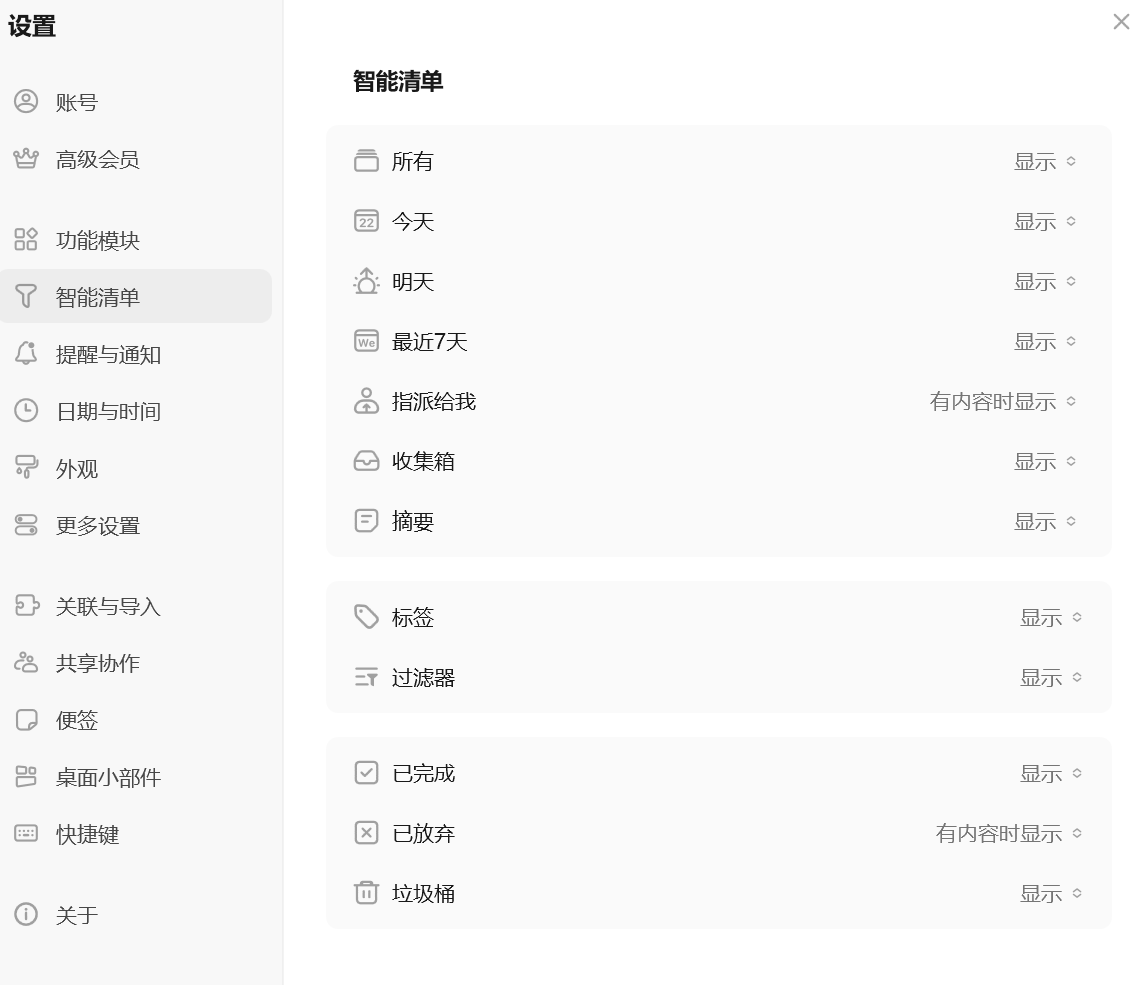 设置
账号
高级会员
功能模块
智能清单
提醒与通知
日期与时间
外观
更多设置
关联与导入
共享协作
便签
桌面小部件
快捷键
关于
智能清单
所有 显示
22 今天 显示
明天 显示
We 最近7天 显示
指派给我 有内容时显示
收集箱 显示
摘要 显示
标签 显示
过滤器 显示
已完成 显示
已放弃 有内容时显示
垃圾桶 显示